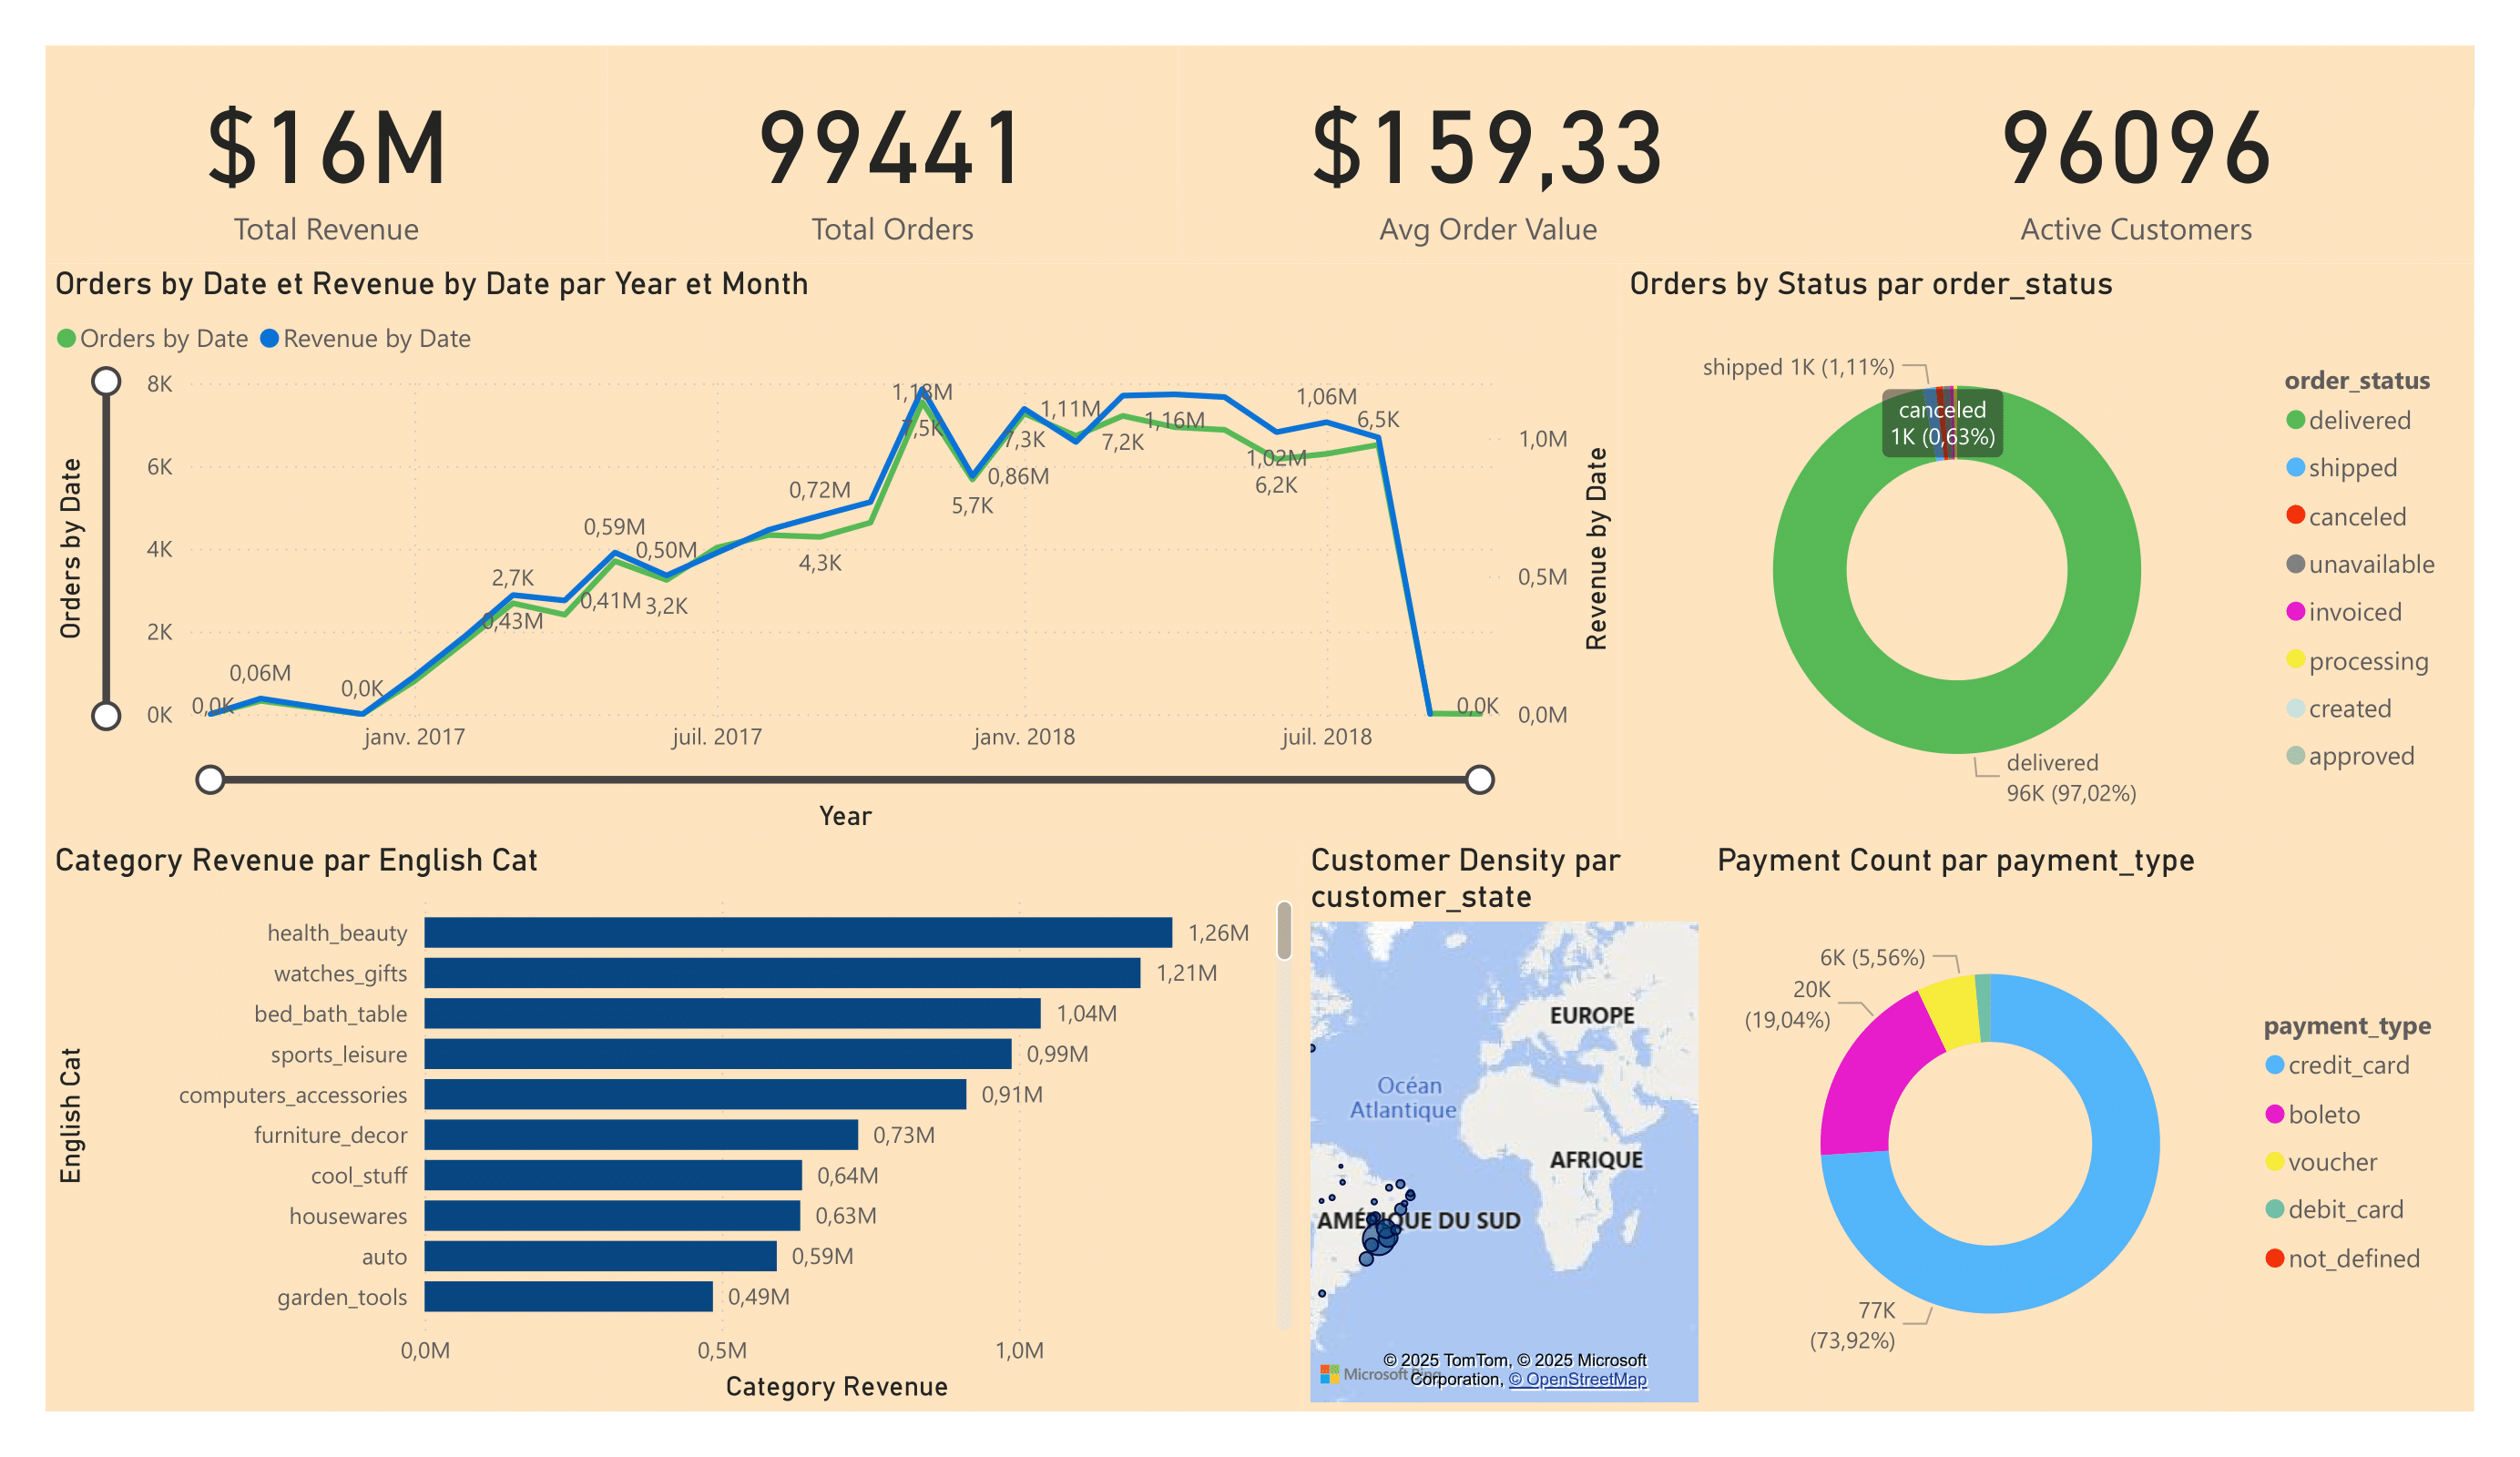 $16M
Total Revenue
99441
Total Orders
$159,33
Avg Order Value
96096
Active Customers
Orders by Date et Revenue by Date par Year et Month
Orders by Date
Revenue by Date
Orders by Date
8K
6K
4K
2K
0K
0,0K
0,06M
0,0K
2,7K
0,43M
0,59M
0,41M
0,50M
3,2K
0,72M
4,3K
1,18M
7,5K
5,7K
0,86M
7,3K
1,11M
7,2K
1,16M
1,02M
6,2K
1,06M
6,5K
0,0K
1,0M
0,5M
0,0M
Revenue by Date
janv. 2017
juil. 2017
janv. 2018
juil. 2018
Year
Orders by Status par order_status
shipped 1K (1,11%)
canceled
1K (0,63%)
delivered
96K (97,02%)
order_status
delivered
shipped
canceled
unavailable
invoiced
processing
created
approved
Category Revenue par English Cat
English Cat
health_beauty
1,26M
watches_gifts
1,21M
bed_bath_table
1,04M
sports_leisure
0,99M
computers_accessories
0,91M
furniture_decor
0,73M
cool_stuff
0,64M
housewares
0,63M
auto
0,59M
garden_tools
0,49M
0,0M
0,5M
1,0M
Category Revenue
Customer Density par
customer_state
EUROPE
Océan
Atlantique
AFRIQUE
AMÉRIQUE DU SUD
Microsoft Bing
© 2025 TomTom, © 2025 Microsoft
Corporation, © OpenStreetMap
Payment Count par payment_type
6K (5,56%)
20K
(19,04%)
77K
(73,92%)
payment_type
credit_card
boleto
voucher
debit_card
not_defined